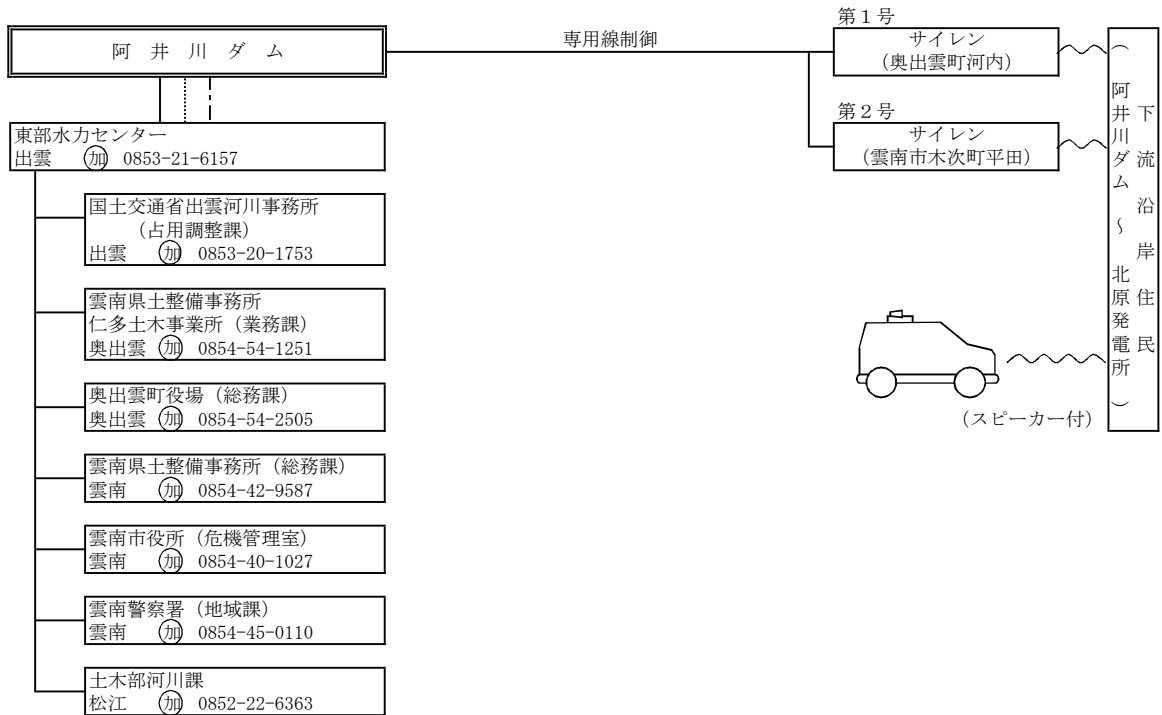 阿 井 川 ダ ム
専用線制御
第１号
サイレン
（奥出雲町河内）
第２号
サイレン
（雲南市木次町平田）
下流沿岸住民
（阿井川ダム～北原発電所）
（スピーカー付）
東部水力センター
出雲 ㋕ 0853-21-6157
国土交通省出雲河川事務所
（占用調整課）
出雲 加 0853-20-1753
雲南県土整備事務所
仁多土木事業所（業務課）
奥出雲 加 0854-54-1251
奥出雲町役場（総務課）
奥出雲 加 0854-54-2505
雲南県土整備事務所（総務課）
雲南 加 0854-42-9587
雲南市役所（危機管理室）
雲南 加 0854-40-1027
雲南警察署（地域課）
雲南 加 0854-45-0110
土木部河川課
松江 加 0852-22-6363